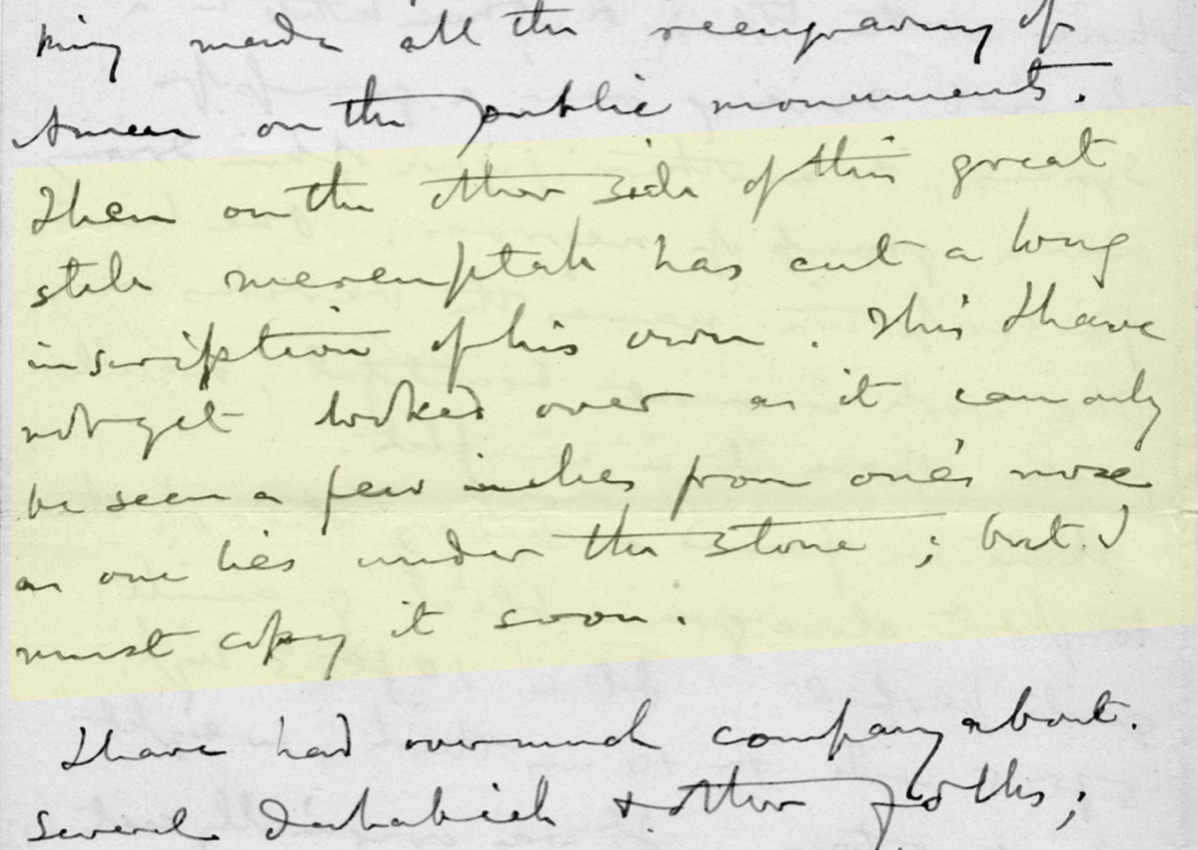 king made all the reengraving of
Amen on the public monuments.
Then on the other side of this great
stele merenptah has cut a long
inscription of his own. This I have
not yet looked over as it can only
be seen a few inches from one's nose
as one lies under the stone; but I
must copy it soon.
I have had overmuch company about.
several dahabieh & other folks;